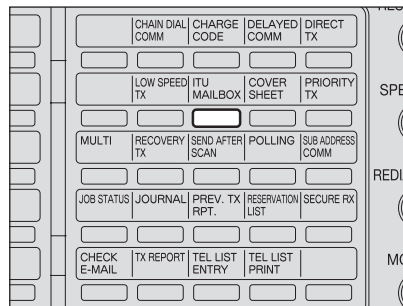 CHAIN DIAL COMM CHARGE CODE DELAYED COMM DIRECT TX
LOW SPEED TX ITU MAILBOX COVER SHEET PRIORITY TX
SPE
MULTI RECOVERY TX SEND AFTER SCAN POLLING SUB ADDRESS COMM
REDI
JOB STATUS JOURNAL PREV. TX RPT. RESERVATION LIST SECURE RX
CHECK E-MAIL TX REPORT TEL LIST ENTRY TEL LIST PRINT
MO